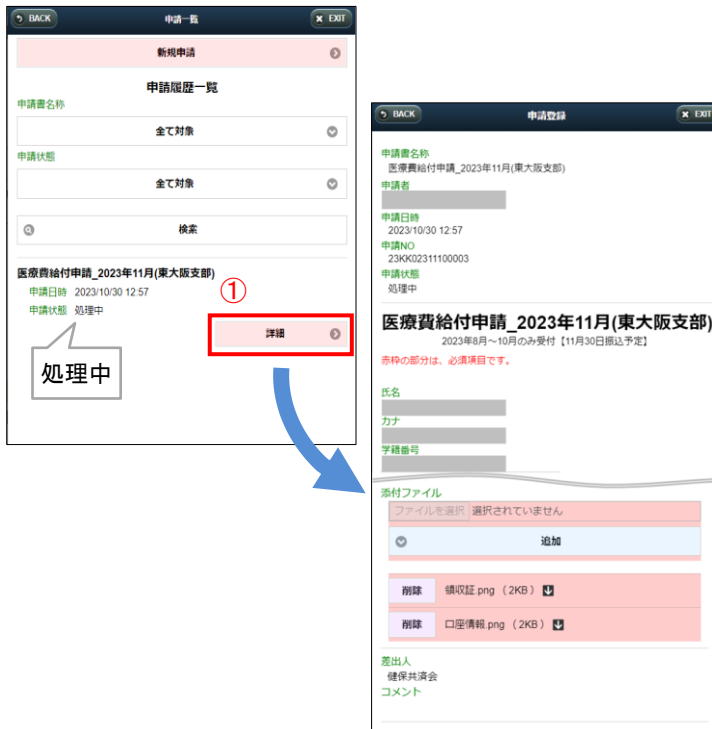 BACK 申請一覧 EXIT
新規申請
申請履歴一覧
申請書名称
全て対象
申請状態
全て対象
検索
医療費給付申請_2023年11月(東大阪支部)
申請日時 2023/10/30 12:57
申請状態 処理中
①
詳細
処理中
BACK 申請登録 EXIT
申請書名称
医療費給付申請_2023年11月(東大阪支部)
申請者
申請日時
2023/10/30 12:57
申請NO
23KK02311100003
申請状態
処理中
医療費給付申請_2023年11月(東大阪支部)
2023年8月～10月のみ受付【11月30日振込予定】
赤枠の部分は、必須項目です。
氏名
カナ
学籍番号
添付ファイル
ファイルを選択 選択されていません
追加
削除 領収証.png （2KB）
削除 口座情報.png （2KB）
差出人
健保共済会
コメント